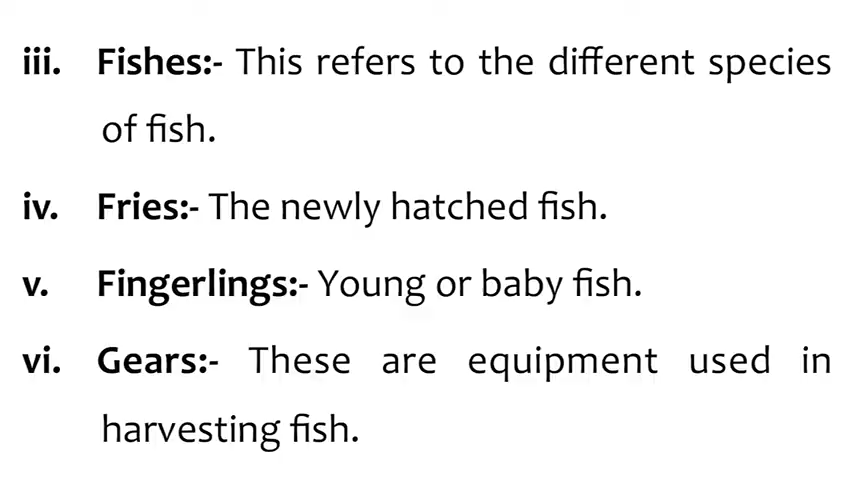 iii. Fishes:- This refers to the different species
of fish.
iv. Fries:- The newly hatched fish.
v. Fingerlings:- Young or baby fish.
vi. Gears:- These are equipment used in
harvesting fish.